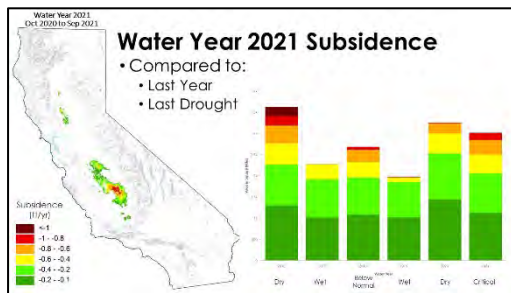 Water Year 2021
Oct 2020 to Sep 2021
Water Year 2021 Subsidence
• Compared to:
• Last Year
• Last Drought
Subsidence
(ft/yr)
<-1
-1 - -0.8
-0.8 - -0.6
-0.6 - -0.4
-0.4 - -0.2
-0.2 - -0.1
Dry
Wet
Below
Normal
Wet
Dry
Critical